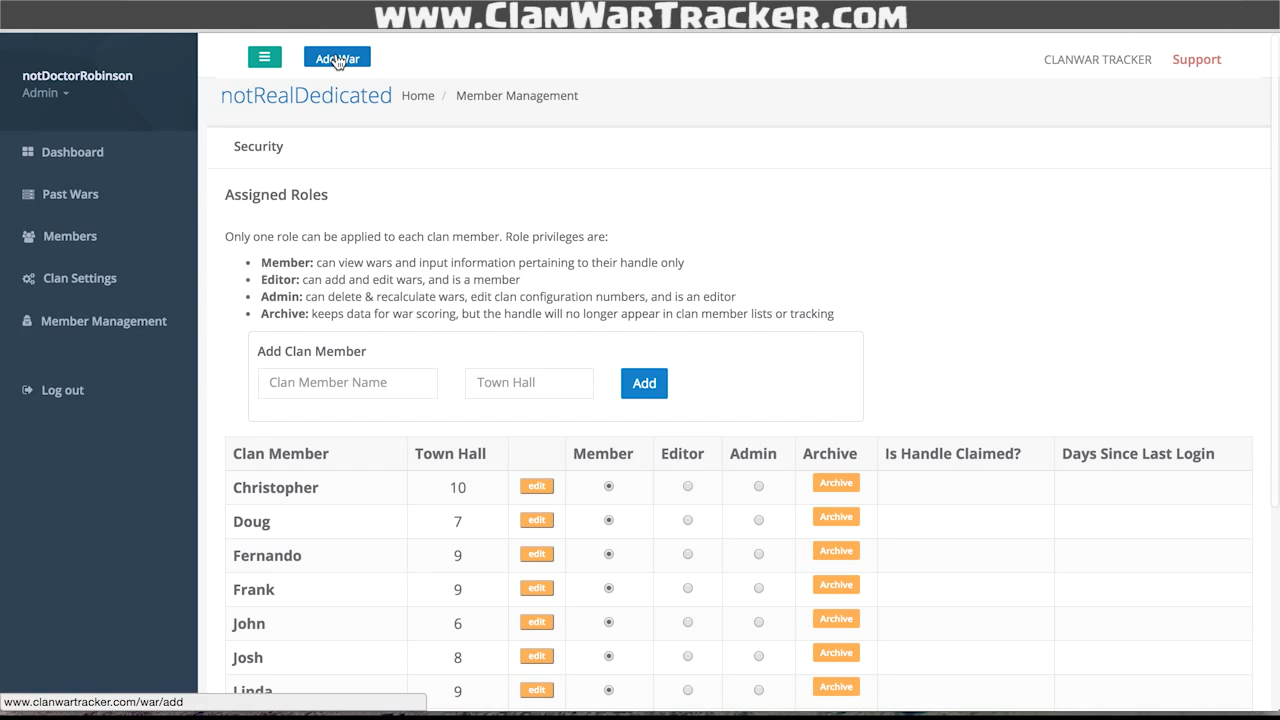 www.ClanWarTracker.com
notDoctorRobinson
Admin
Dashboard
Past Wars
Members
Clan Settings
Member Management
Log out
Add War
CLANWAR TRACKER Support
notRealDedicated Home / Member Management
Security
Assigned Roles
Only one role can be applied to each clan member. Role privileges are:
• Member: can view wars and input information pertaining to their handle only
• Editor: can add and edit wars, and is a member
• Admin: can delete & recalculate wars, edit clan configuration numbers, and is an editor
• Archive: keeps data for war scoring, but the handle will no longer appear in clan member lists or tracking
Add Clan Member
Clan Member Name Town Hall Add
Clan Member Town Hall Member Editor Admin Archive Is Handle Claimed? Days Since Last Login
Christopher 10 edit Archive
Doug 7 edit Archive
Fernando 9 edit Archive
Frank 9 edit Archive
John 6 edit Archive
Josh 8 edit Archive
Linda 9 edit Archive
www.clanwartracker.com/war/add